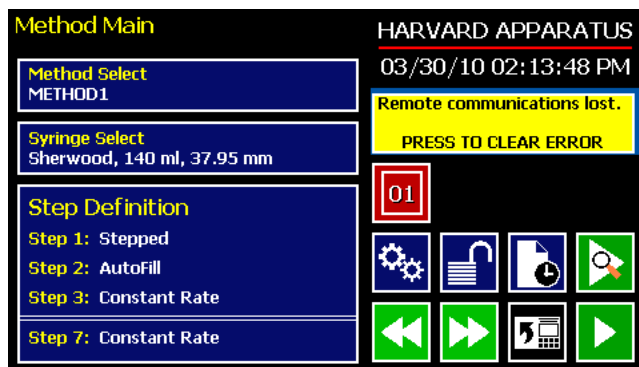 Method Main
HARVARD APPARATUS
03/30/10 02:13:48 PM
Method Select
METHOD1
Remote communications lost.
PRESS TO CLEAR ERROR
Syringe Select
Sherwood, 140 ml, 37.95 mm
01
Step Definition
Step 1: Stepped
Step 2: AutoFill
Step 3: Constant Rate
Step 7: Constant Rate